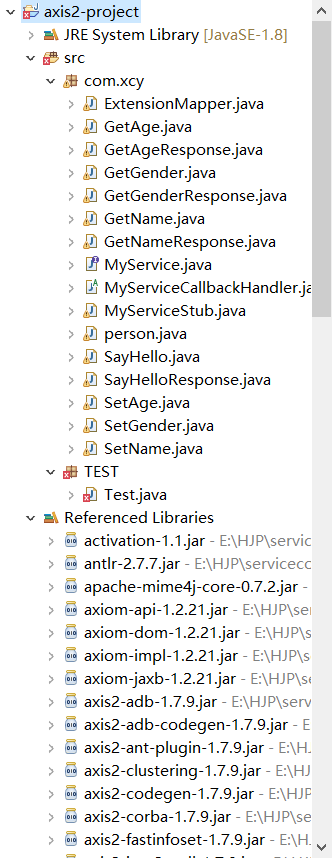 axis2-project
JRE System Library [JavaSE-1.8]
src
com.xcy
ExtensionMapper.java
GetAge.java
GetAgeResponse.java
GetGender.java
GetGenderResponse.java
GetName.java
GetNameResponse.java
MyService.java
MyServiceCallbackHandler.ja
MyServiceStub.java
person.java
SayHello.java
SayHelloResponse.java
SetAge.java
SetGender.java
SetName.java
TEST
Test.java
Referenced Libraries
activation-1.1.jar - E:\HJP\servic
antlr-2.7.7.jar - E:\HJP\servicecc
apache-mime4j-core-0.7.2.jar -
axiom-api-1.2.21.jar - E:\HJP\se
axiom-dom-1.2.21.jar - E:\HJP\s
axiom-impl-1.2.21.jar - E:\HJP\s
axiom-jaxb-1.2.21.jar - E:\HJP\s
axis2-adb-1.7.9.jar - E:\HJP\serv
axis2-adb-codegen-1.7.9.jar - E
axis2-ant-plugin-1.7.9.jar - E:\H
axis2-clustering-1.7.9.jar - E:\HJ
axis2-codegen-1.7.9.jar - E:\HJP
axis2-corba-1.7.9.jar - E:\HJP\se
axis2-fastinfoset-1.7.9.jar - E:\H